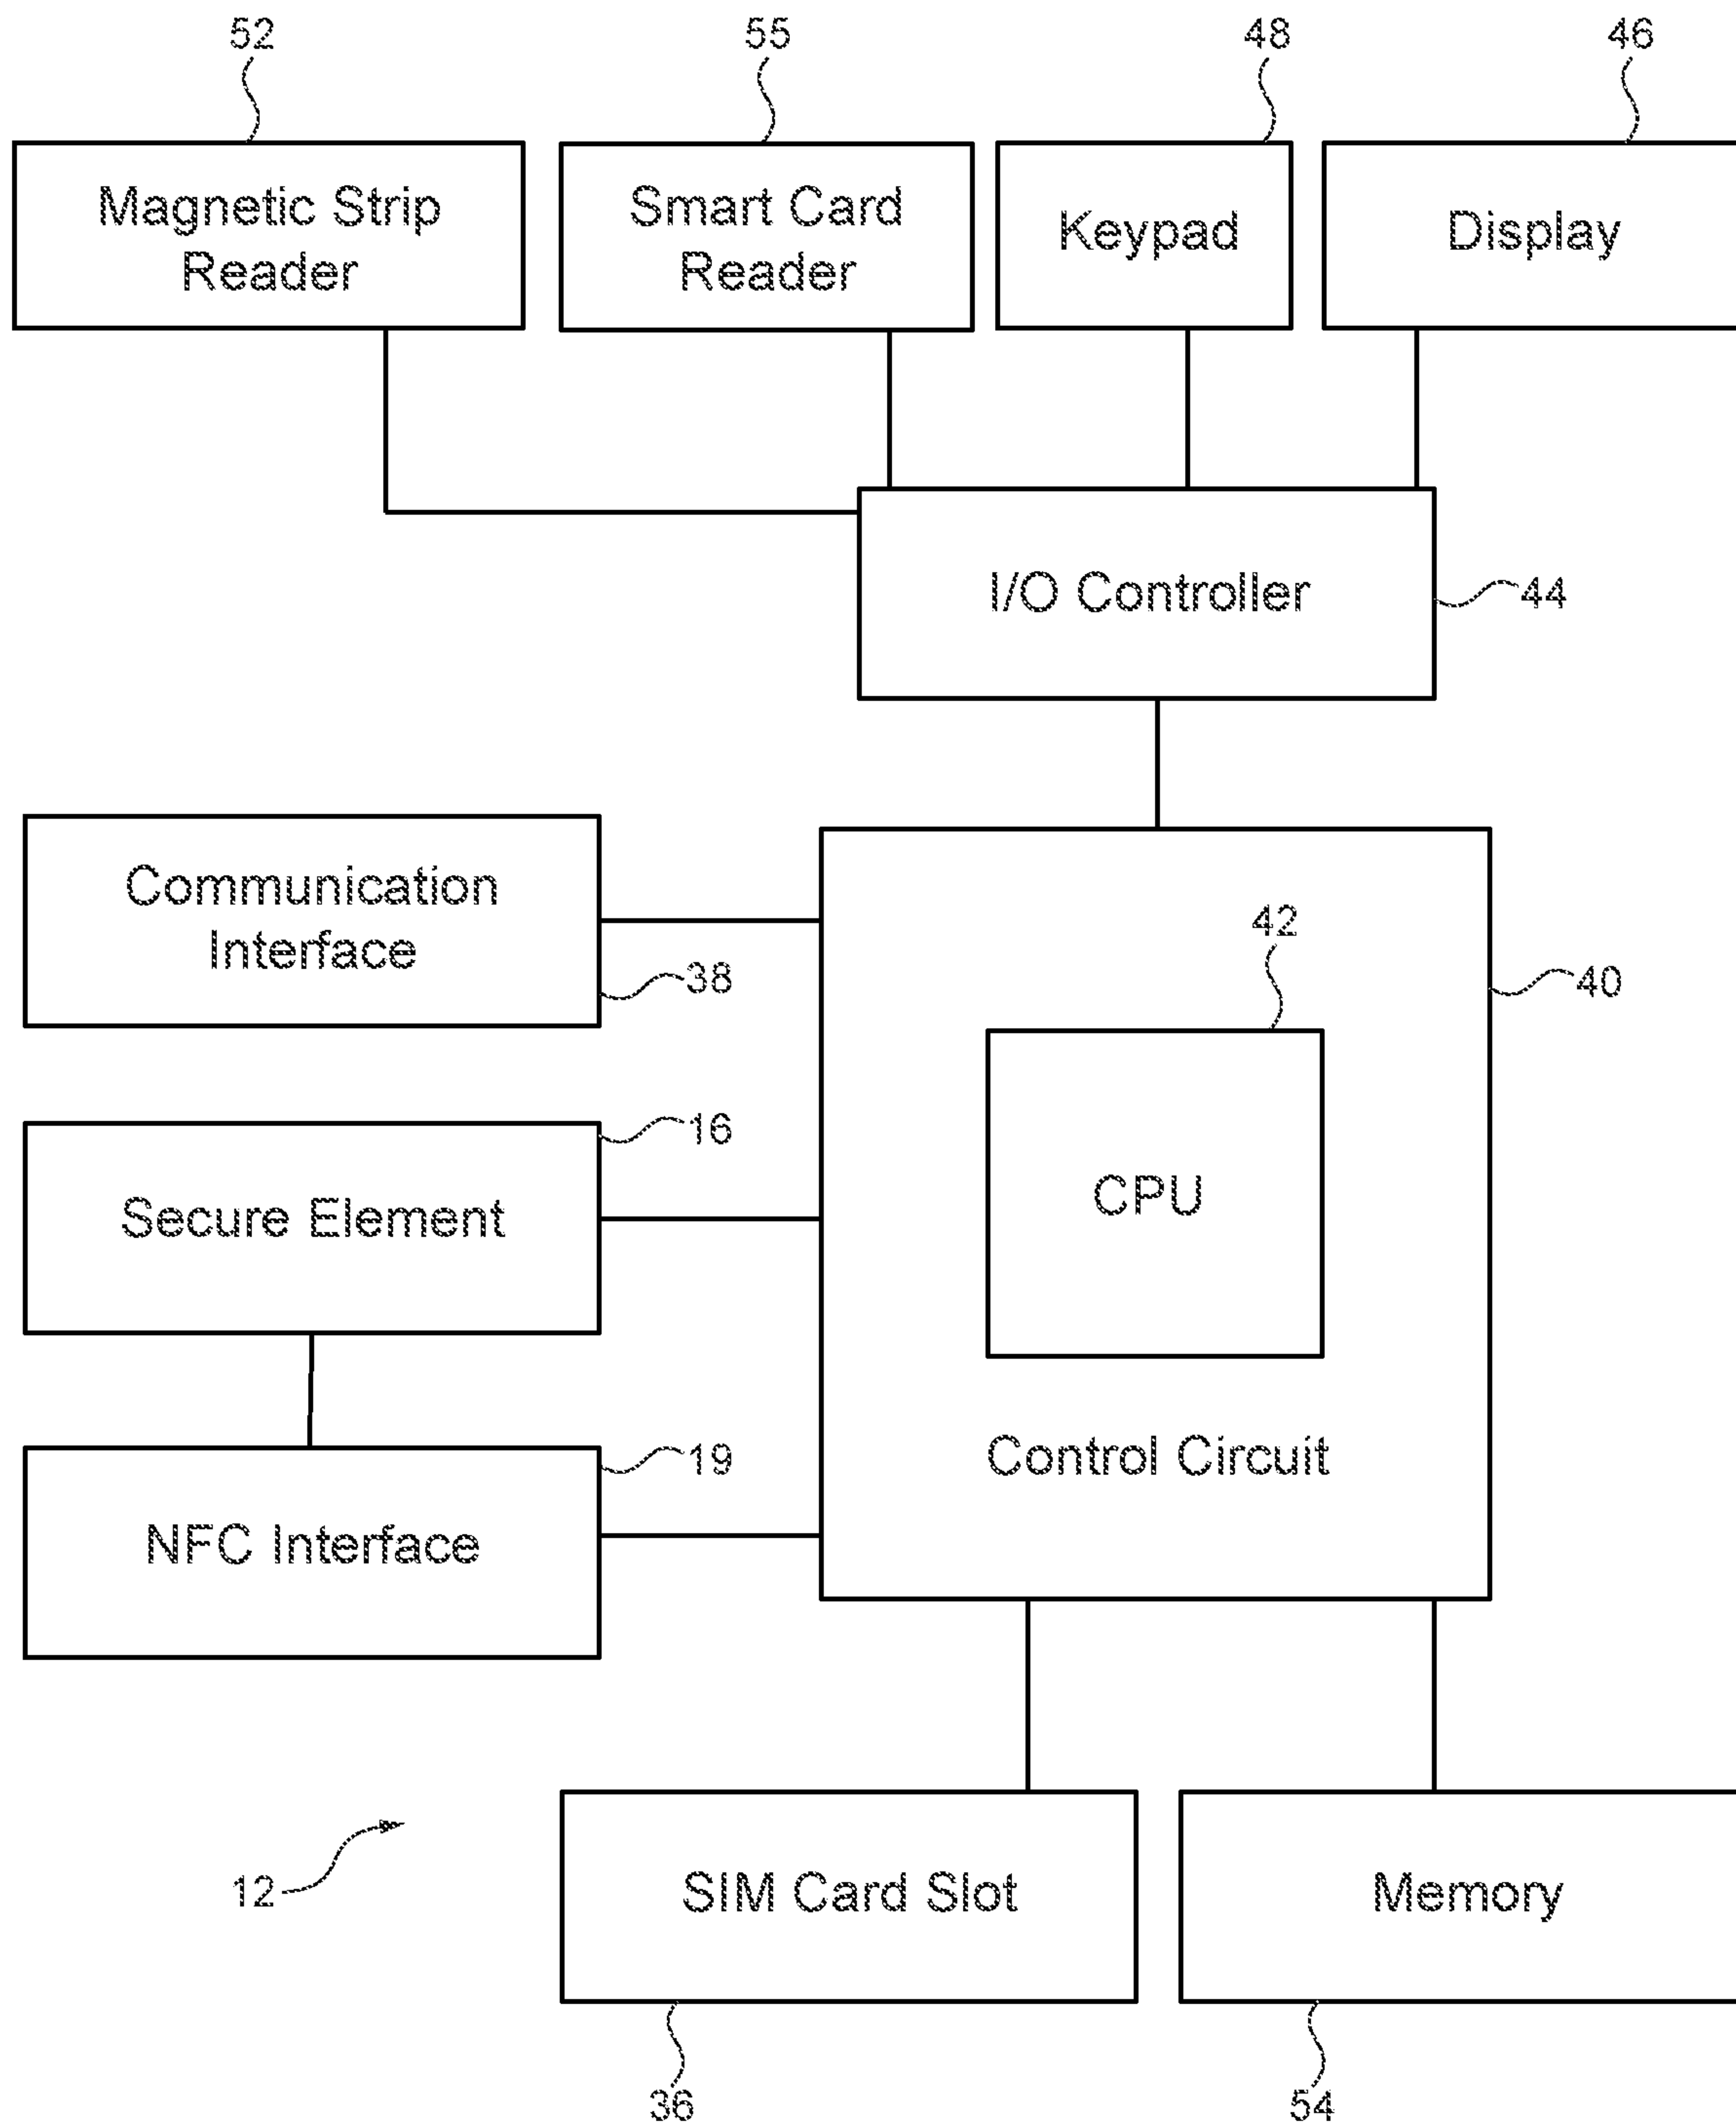 52
55
48
46
Magnetic Strip
Reader
Smart Card
Reader
Keypad
Display
I/O Controller
44
Communication
Interface
38
42
40
16
Secure Element
CPU
19
NFC Interface
Control Circuit
12
SIM Card Slot
Memory
36
54